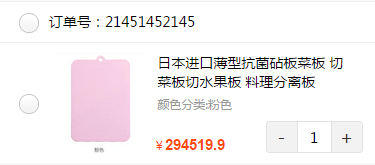 订单号：21451452145
日本进口薄型抗菌砧板菜板 切
菜板切水果板 料理分离板
颜色分类:粉色
粉色
¥294519.9
- 1 +